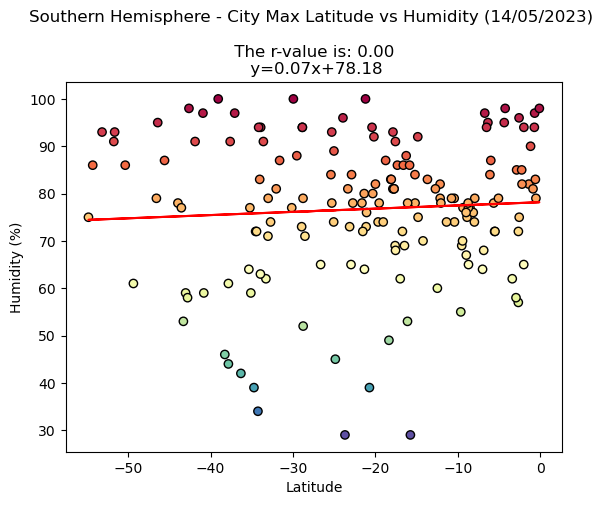 Southern Hemisphere - City Max Latitude vs Humidity (14/05/2023)
The r-value is: 0.00
y=0.07x+78.18
100
90
80
70
60
50
40
30
Humidity (%)
−50
−40
−30
−20
−10
0
Latitude